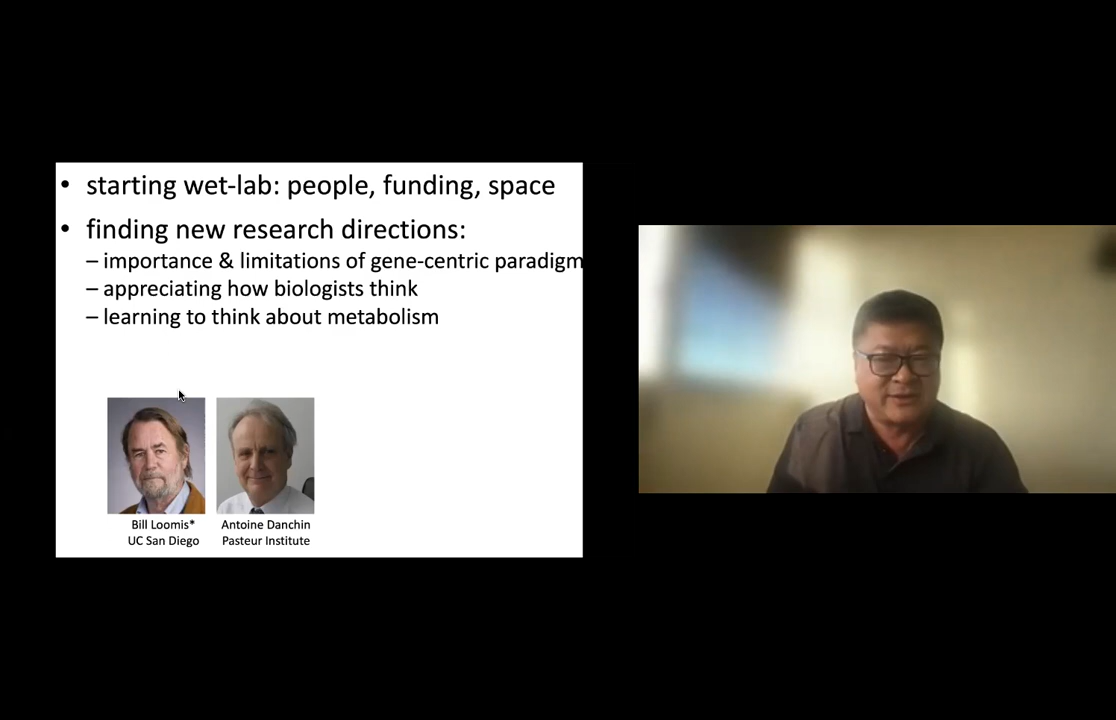 • starting wet-lab: people, funding, space
• finding new research directions:
– importance & limitations of gene-centric paradigm
– appreciating how biologists think
– learning to think about metabolism
Bill Loomis*
UC San Diego
Antoine Danchin
Pasteur Institute